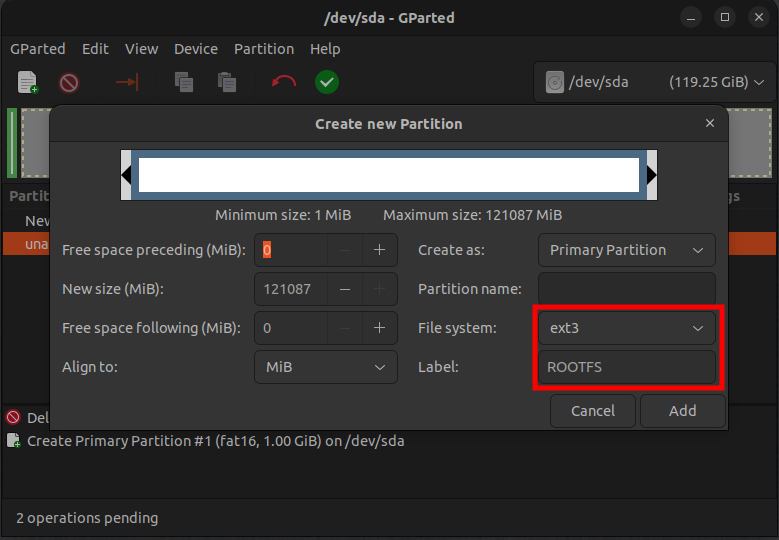 /dev/sda - GParted
GParted Edit View Device Partition Help
/dev/sda (119.25 GiB)
Create new Partition
Minimum size: 1 MiB Maximum size: 121087 MiB
Free space preceding (MiB): 0 Create as: Primary Partition
New size (MiB): 121087 Partition name:
Free space following (MiB): 0 File system: ext3
Align to: MiB Label: ROOTFS
Cancel Add
Partit gs
New
una
Del
Create Primary Partition #1 (fat16, 1.00 GiB) on /dev/sda
2 operations pending